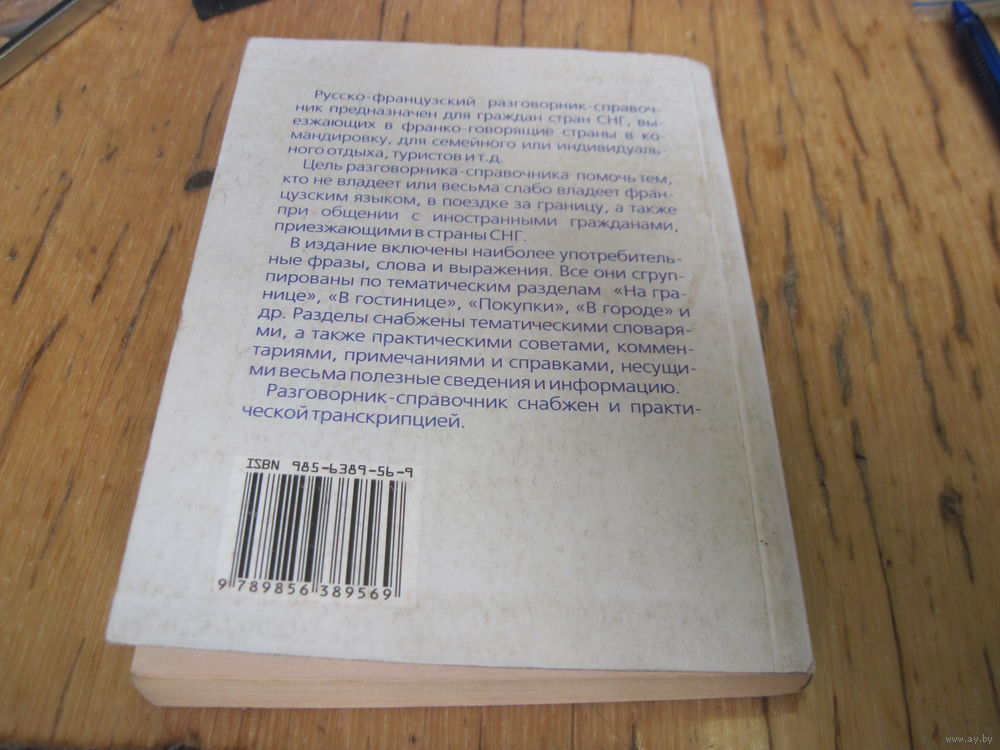 Русско-французский разговорник-справоч-
ник предназначен для граждан стран СНГ, вы-
езжающих в франко-говорящие страны в ко-
мандировку, для семейного или индивидуаль-
ного отдыха, туристов и т.д.
Цель разговорника-справочника помочь тем,
кто не владеет или весьма слабо владеет фран-
цузским языком, в поездке за границу, а также
при общении с иностранными гражданами,
приезжающими в страны СНГ.
В издание включены наиболее употребитель-
ные фразы, слова и выражения. Все они сгруп-
пированы по тематическим разделам «На гра-
нице», «В гостинице», «Покупки», «В городе» и
др. Разделы снабжены тематическими словаря-
ми, а также практическими советами, коммен-
тариями, примечаниями и справками, несущи-
ми весьма полезные сведения и информацию.
Разговорник-справочник снабжен и практи-
ческой транскрипцией.
ISBN 985-6389-56-9
9 789856 389569
www.ay.by